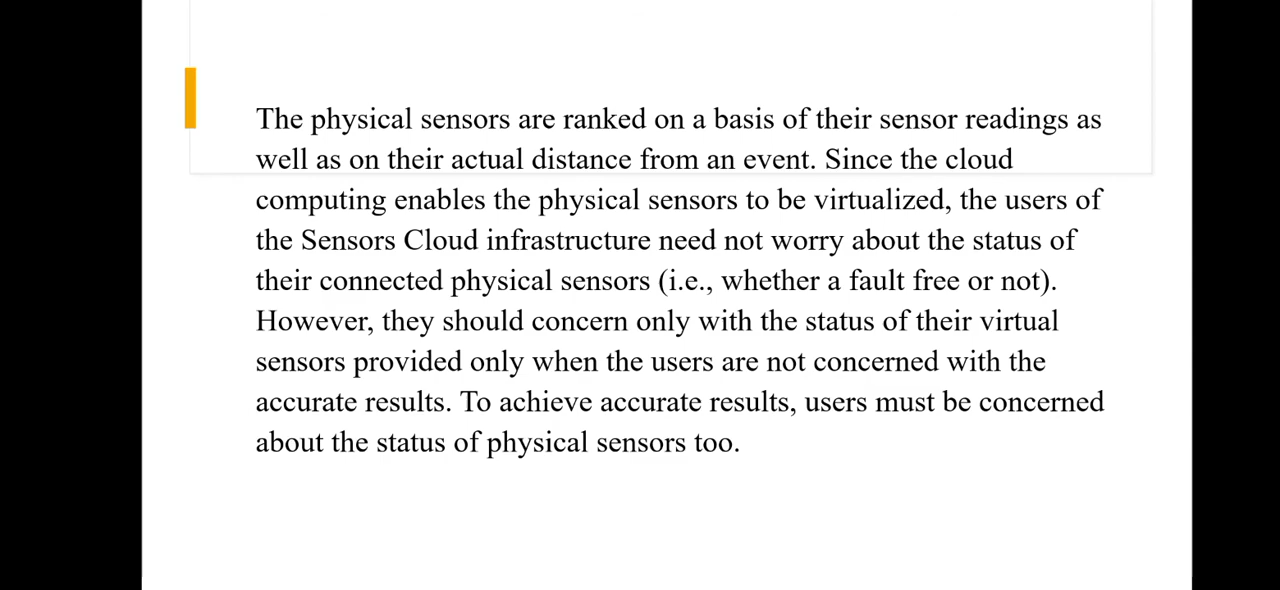 The physical sensors are ranked on a basis of their sensor readings as
well as on their actual distance from an event. Since the cloud
computing enables the physical sensors to be virtualized, the users of
the Sensors Cloud infrastructure need not worry about the status of
their connected physical sensors (i.e., whether a fault free or not).
However, they should concern only with the status of their virtual
sensors provided only when the users are not concerned with the
accurate results. To achieve accurate results, users must be concerned
about the status of physical sensors too.